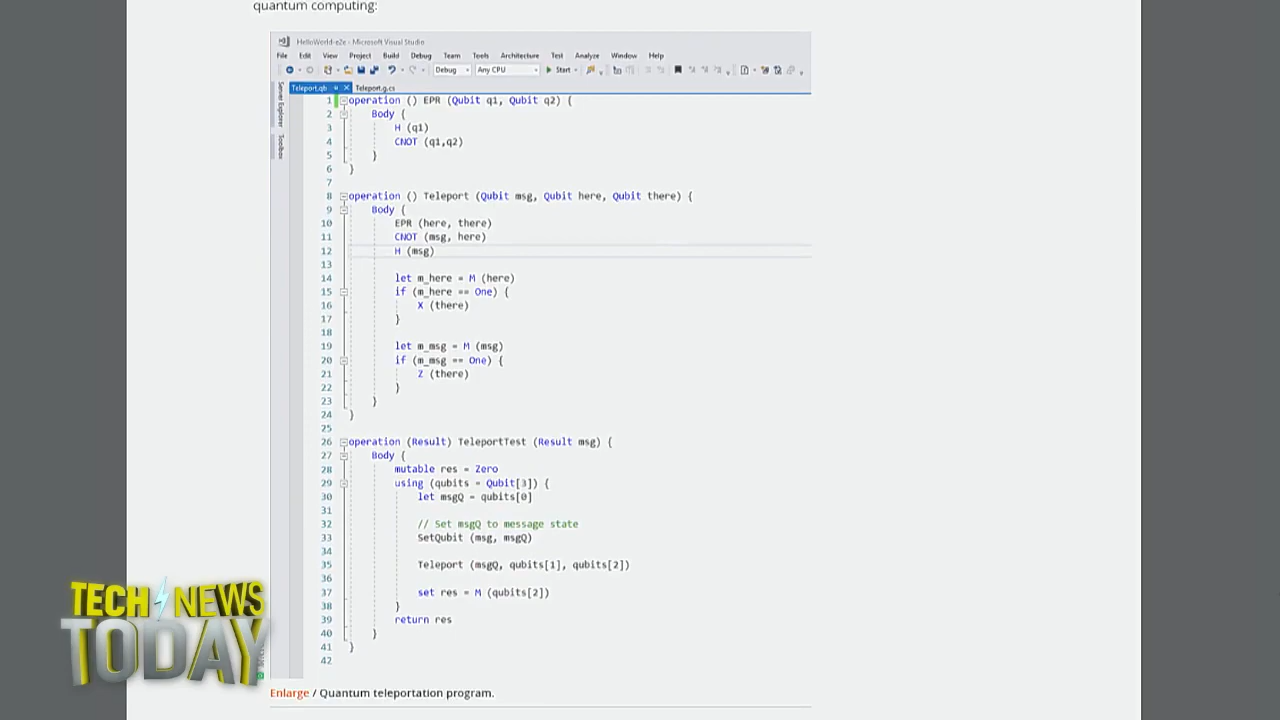 quantum computing:
HelloWorld-e2e - Microsoft Visual Studio
File Edit View Project Build Debug Team Tools Architecture Test Analyze Window Help
Debug Any CPU Start
Teleport.qb Teleport.g.cs
Server Explorer
Toolbox
1 operation () EPR (Qubit q1, Qubit q2) {
2 Body {
3 H (q1)
4 CNOT (q1,q2)
5 }
6 }
7
8 operation () Teleport (Qubit msg, Qubit here, Qubit there) {
9 Body {
10 EPR (here, there)
11 CNOT (msg, here)
12 H (msg)
13
14 let m_here = M (here)
15 if (m_here == One) {
16 X (there)
17 }
18
19 let m_msg = M (msg)
20 if (m_msg == One) {
21 Z (there)
22 }
23 }
24 }
25
26 operation (Result) TeleportTest (Result msg) {
27 Body {
28 mutable res = Zero
29 using (qubits = Qubit[3]) {
30 let msgQ = qubits[0]
31
32 // Set msgQ to message state
33 SetQubit (msg, msgQ)
34
35 Teleport (msgQ, qubits[1], qubits[2])
36
37 set res = M (qubits[2])
38 }
39 return res
40 }
41 }
42
TECH NEWS
TODAY
Enlarge / Quantum teleportation program.